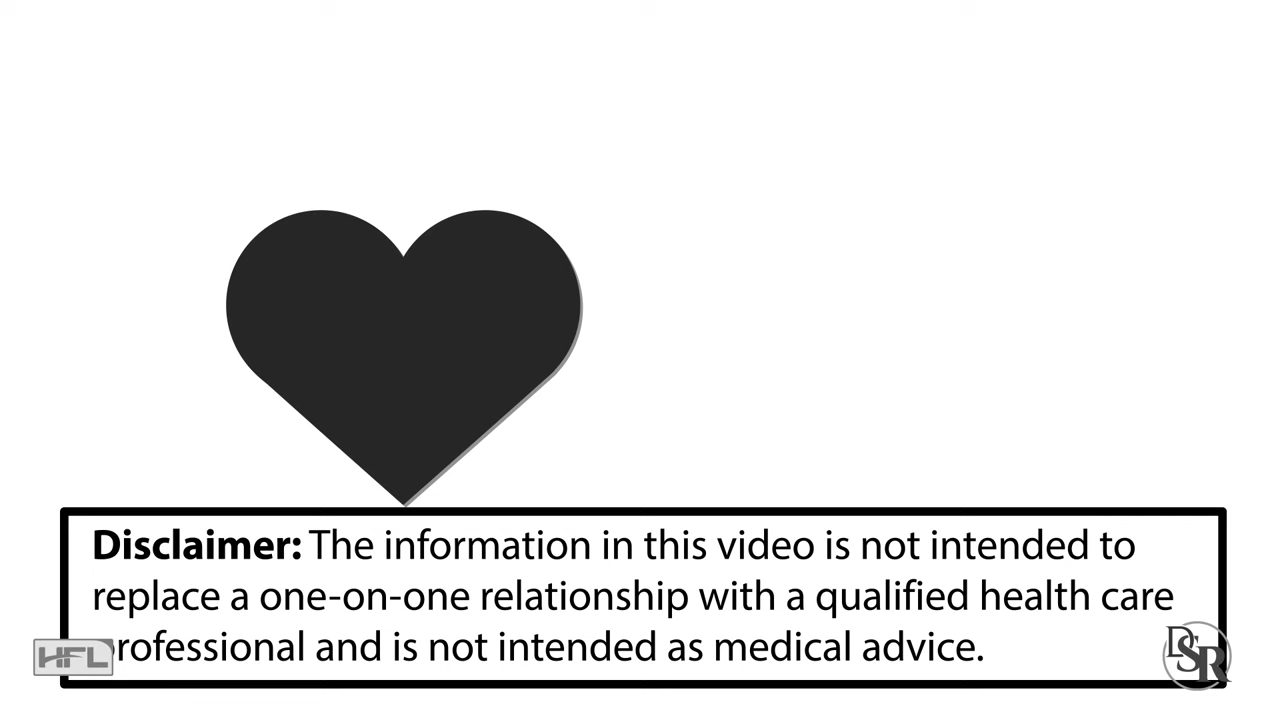 Disclaimer: The information in this video is not intended to
replace a one-on-one relationship with a qualified health care
professional and is not intended as medical advice.
HFL
DSR